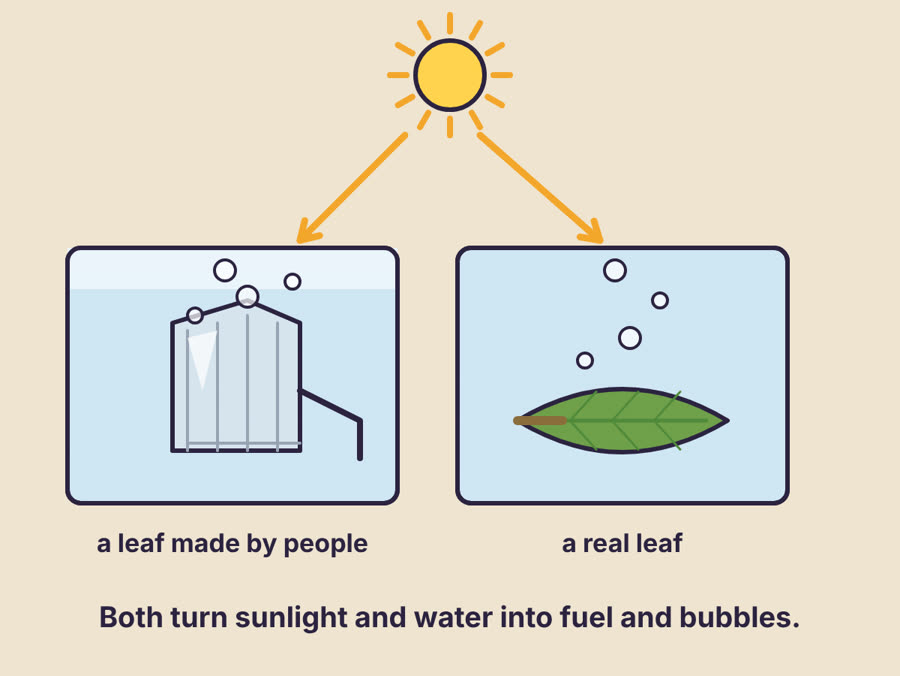 a leaf made by people
a real leaf
Both turn sunlight and water into fuel and bubbles.